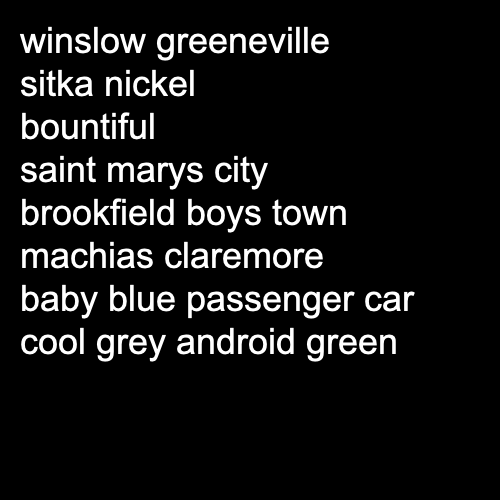 winslow greeneville
sitka nickel
bountiful
saint marys city
brookfield boys town
machias claremore
baby blue passenger car
cool grey android green